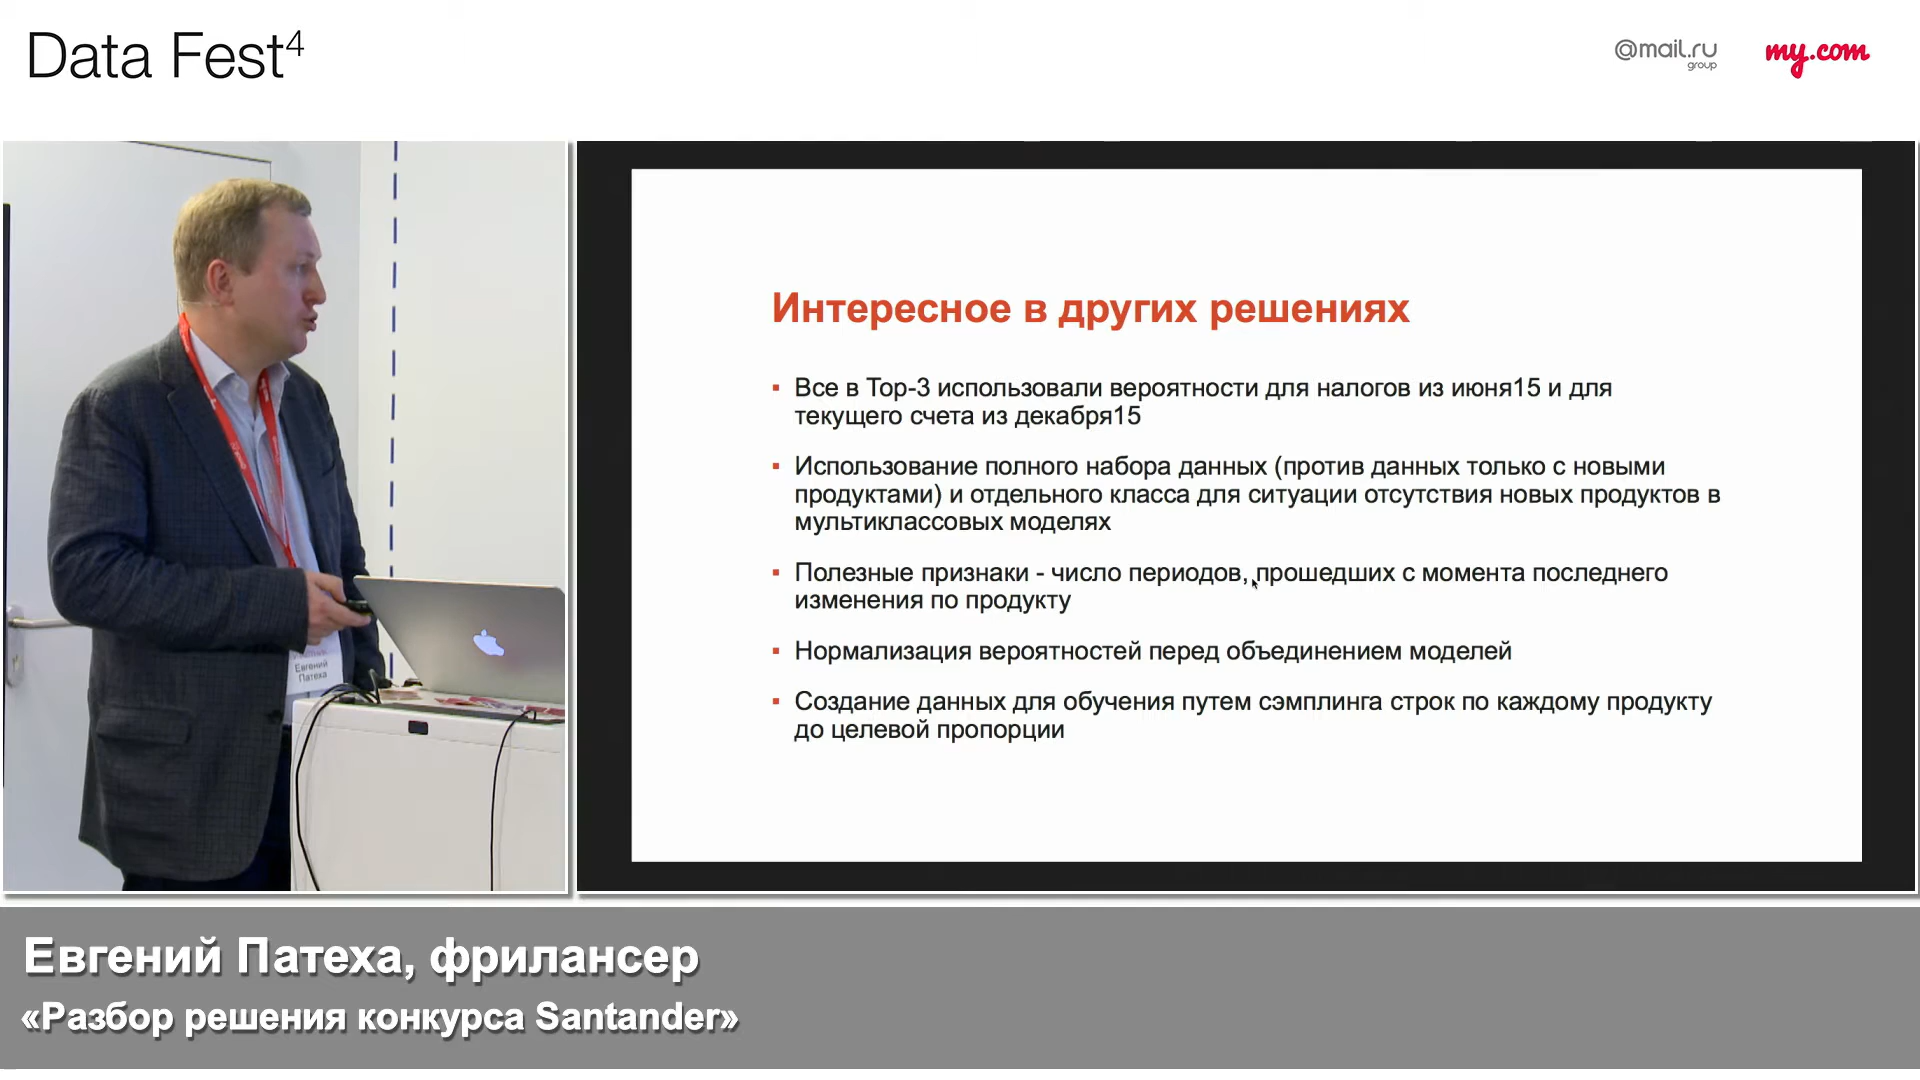 Data Fest⁴
@mail.ru
group
my.com
Интересное в других решениях
Все в Top-3 использовали вероятности для налогов из июня15 и для
текущего счета из декабря15
Использование полного набора данных (против данных только с новыми
продуктами) и отдельного класса для ситуации отсутствия новых продуктов в
мультиклассовых моделях
Полезные признаки - число периодов, прошедших с момента последнего
изменения по продукту
Нормализация вероятностей перед объединением моделей
Создание данных для обучения путем сэмплинга строк по каждому продукту
до целевой пропорции
Евгений
Патеха
Евгений Патеха, фрилансер
«Разбор решения конкурса Santander»